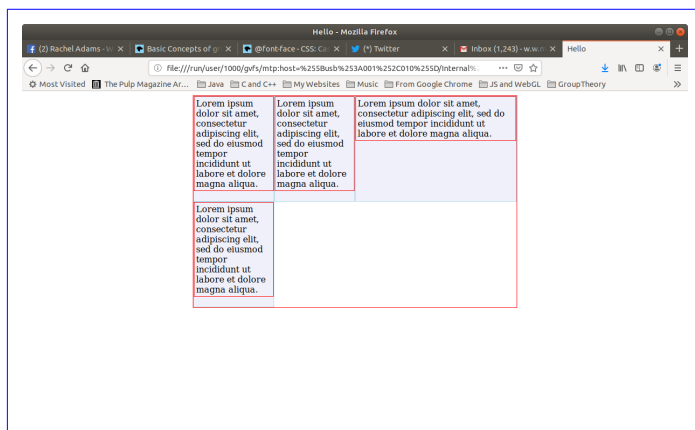 Hello - Mozilla Firefox
(2) Rachel Adams - W
Basic Concepts of gr
@font-face - CSS: Ca
(*) Twitter
Inbox (1,243) - w.w.
Hello
file:///run/user/1000/gvfs/mtp:host=%255Busb%253A001%252C010%255D/Internal%
Most Visited The Pulp Magazine Ar... Java C and C++ My Websites Music From Google Chrome JS and WebGL GroupTheory
Lorem ipsum
dolor sit amet,
consectetur
adipiscing elit,
sed do eiusmod
tempor
incididunt ut
labore et dolore
magna aliqua.
Lorem ipsum
dolor sit amet,
consectetur
adipiscing elit,
sed do eiusmod
tempor
incididunt ut
labore et dolore
magna aliqua.
Lorem ipsum dolor sit amet,
consectetur adipiscing elit, sed do
eiusmod tempor incididunt ut
labore et dolore magna aliqua.
Lorem ipsum
dolor sit amet,
consectetur
adipiscing elit,
sed do eiusmod
tempor
incididunt ut
labore et dolore
magna aliqua.